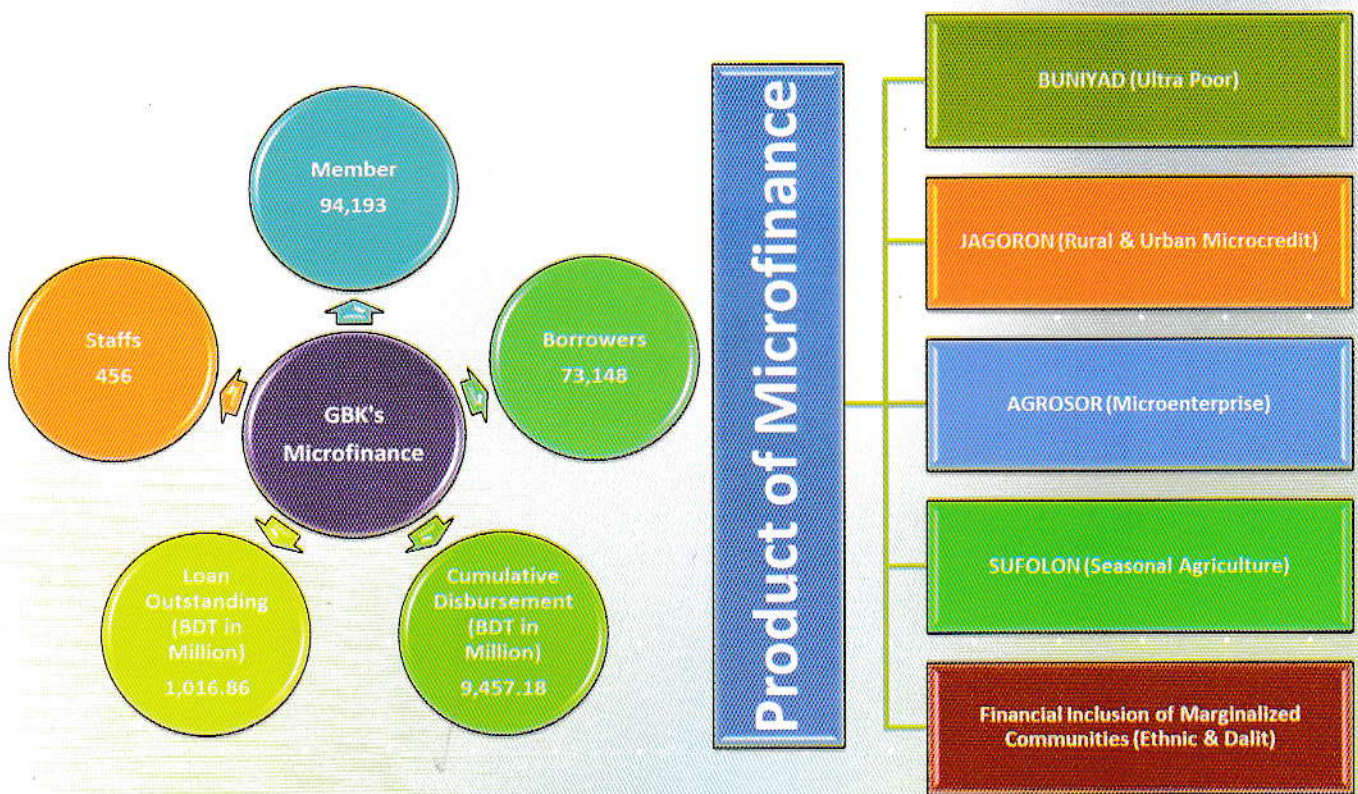 Member
94,193
Staffs
456
Borrowers
73,148
GBK's
Microfinance
Loan
Outstanding
(BDT in
Million)
1,016.86
Cumulative
Disbursement
(BDT in
Million)
9,457.18
Product of Microfinance
BUNIYAD (Ultra Poor)
JAGORON (Rural & Urban Microcredit)
AGROSOR (Microenterprise)
SUFOLON (Seasonal Agriculture)
Financial Inclusion of Marginalized
Communities (Ethnic & Dalit)